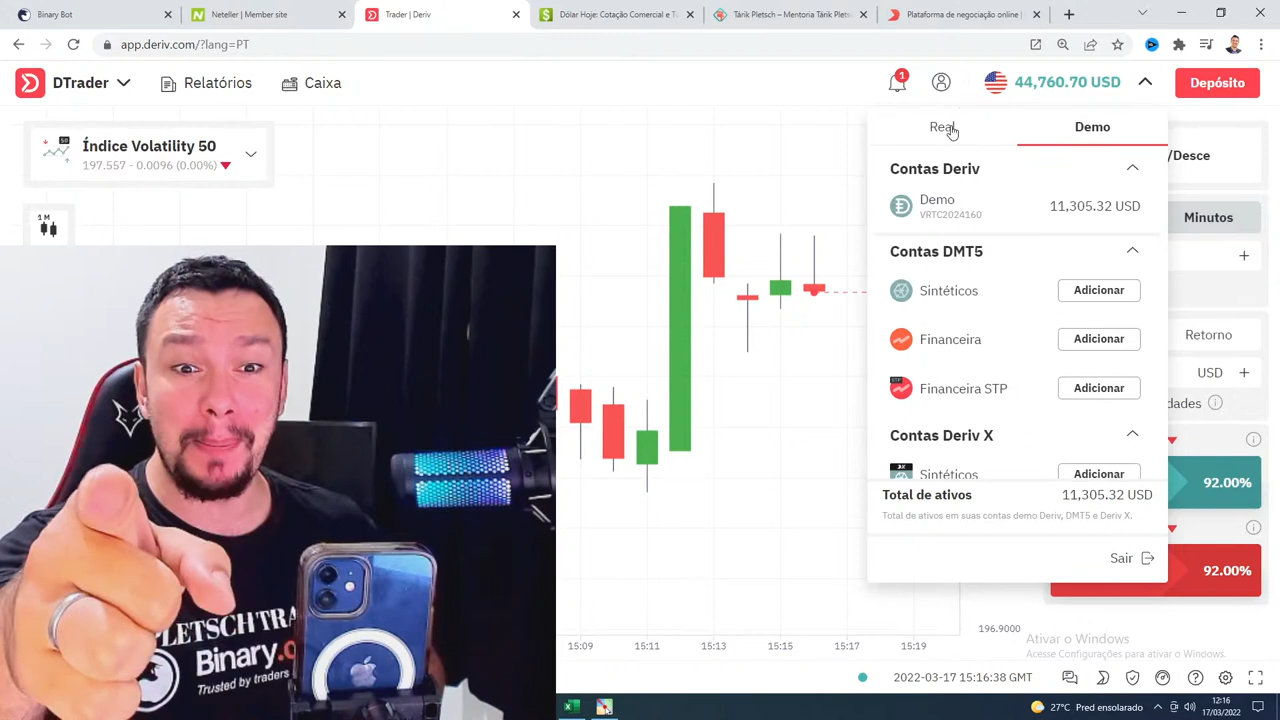 Binary Bot
Neteller | Member site
Trader | Deriv
Dólar Hoje: Cotação Comercial e T
Tárik Pletsch – Mentoria Tárik Plets
Plataforma de negociação online |
app.deriv.com/?lang=PT
DTrader
Relatórios
Caixa
1
44,760.70 USD
Depósito
Índice Volatility 50
197.557 - 0.0096 (0.00%)
50
1 M
Real
Demo
Contas Deriv
Demo
VRTC2024160
11,305.32 USD
Contas DMT5
Sintéticos
Adicionar
Financeira
Adicionar
STP
Financeira STP
Adicionar
Contas Deriv X
Sintéticos
Adicionar
Total de ativos
11,305.32 USD
Total de ativos em suas contas demo Deriv, DMT5 e Deriv X.
Sair
/Desce
Minutos
+
Retorno
USD +
dades
92.00%
92.00%
196.9000
15:09 15:11 15:13 15:15 15:17 15:19
Ativar o Windows
Acesse Configurações para ativar o Windows.
2022-03-17 15:16:38 GMT
27°C Pred ensolarado
12:16
17/03/2022
PLETSCH TRA
Binary.
Trusted by traders